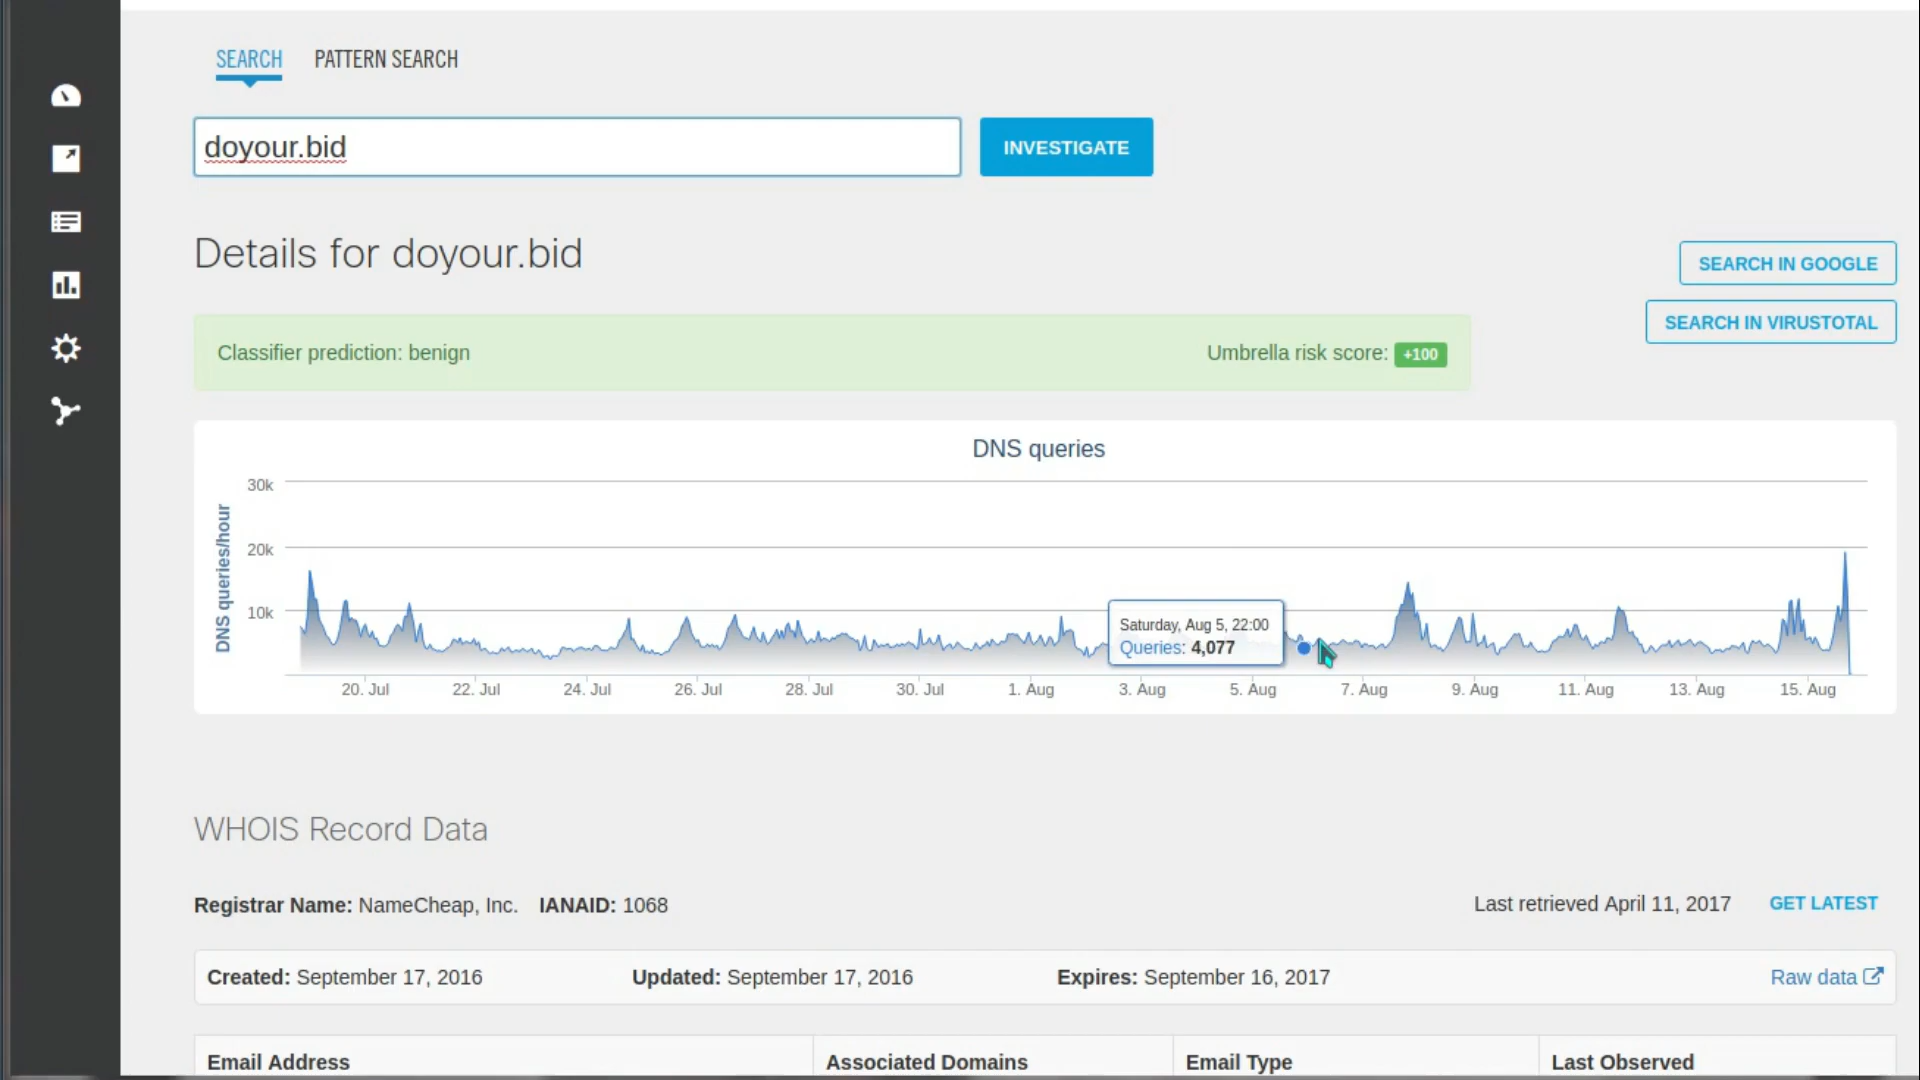 SEARCH PATTERN SEARCH
doyour.bid INVESTIGATE
Details for doyour.bid
SEARCH IN GOOGLE
SEARCH IN VIRUSTOTAL
Classifier prediction: benign Umbrella risk score: +100
DNS queries
DNS queries/hour
30k
20k
10k
Saturday, Aug 5, 22:00
Queries: 4,077
20. Jul 22. Jul 24. Jul 26. Jul 28. Jul 30. Jul 1. Aug 3. Aug 5. Aug 7. Aug 9. Aug 11. Aug 13. Aug 15. Aug
WHOIS Record Data
Registrar Name: NameCheap, Inc. IANAID: 1068 Last retrieved April 11, 2017 GET LATEST
Created: September 17, 2016 Updated: September 17, 2016 Expires: September 16, 2017 Raw data
Email Address Associated Domains Email Type Last Observed